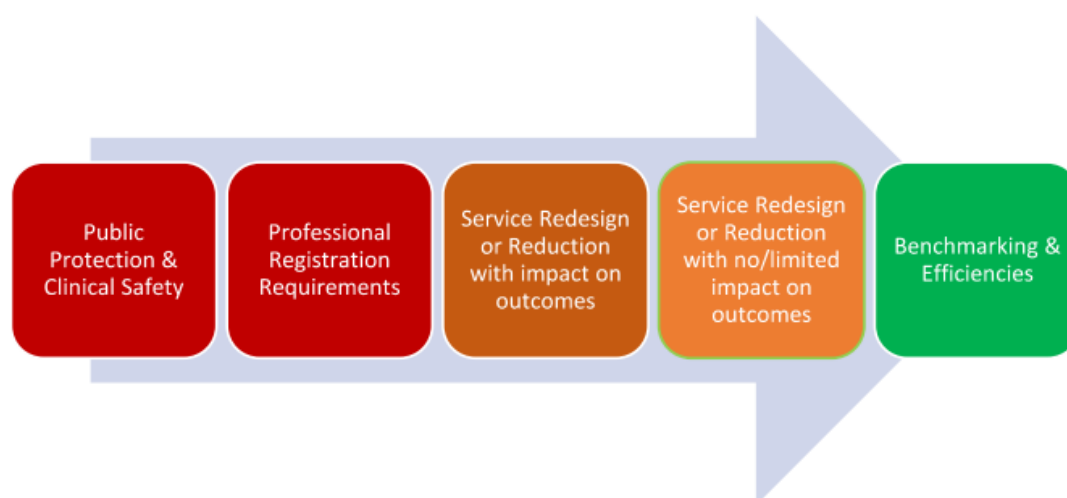 Public
Protection &
Clinical Safety
Professional
Registration
Requirements
Service Redesign
or Reduction
with impact on
outcomes
Service Redesign
or Reduction
with no/limited
impact on
outcomes
Benchmarking &
Efficiencies